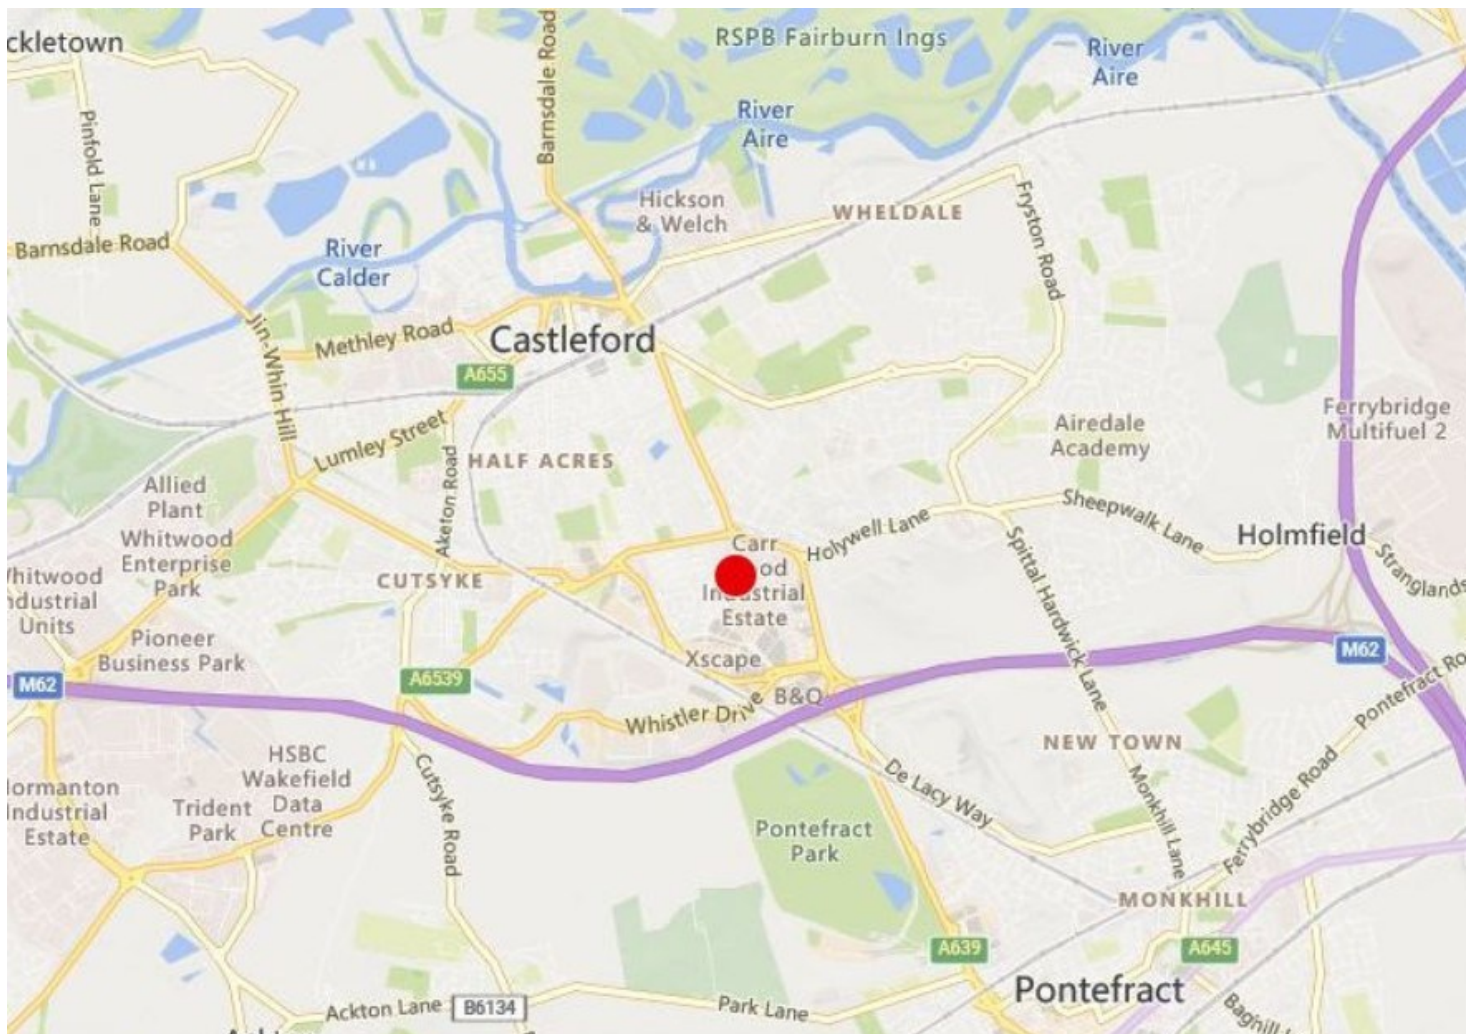 ckletown
RSPB Fairburn Ings
River
Aire
River
Aire
Barnsdale Road
Pinfold Lane
Hickson
& Welch
WHELDALE
Fryston Road
Barnsdale Road
River
Calder
Jin-Whin Hill
Methley Road
Castleford
A655
Ferrybridge
Multifuel 2
Airedale
Academy
Lumley Street
HALF ACRES
Aketon Road
Allied
Plant
Whitwood
Enterprise
Park
Sheepwalk Lane
Holywell Lane
Holmfield
Carr
od
Industrial
Estate
Spittal Hardwick Lane
Stranglands
CUTSYKE
Whitwood
ndustrial
Units
Pioneer
Business Park
Xscape
A6539
M62
M62
B&Q
Whistler Drive
Pontefract Ro
NEW TOWN
HSBC
Wakefield
Data
Centre
Trident
Park
Normanton
Industrial
Estate
Cutsyke Road
De Lacy Way
Monkhill Lane
Ferrybridge Road
Pontefract
Park
MONKHILL
A639
A645
Pontefract
Ackton Lane
B6134
Park Lane